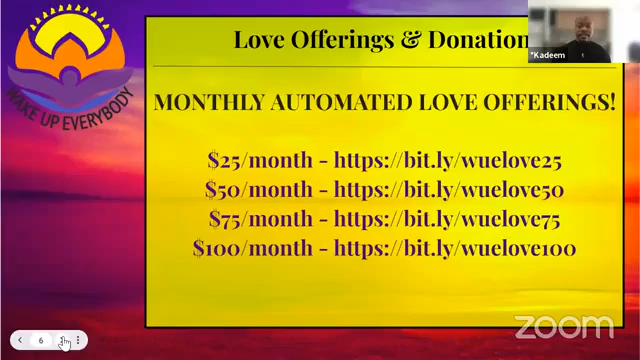 Love Offerings & Donation
*Kadeem
WAKE UP EVERYBODY
MONTHLY AUTOMATED LOVE OFFERINGS!
$25/month - https://bit.ly/wuelove25
$50/month - https://bit.ly/wuelove50
$75/month - https://bit.ly/wuelove75
$100/month - https://bit.ly/wuelove100
6
zoom